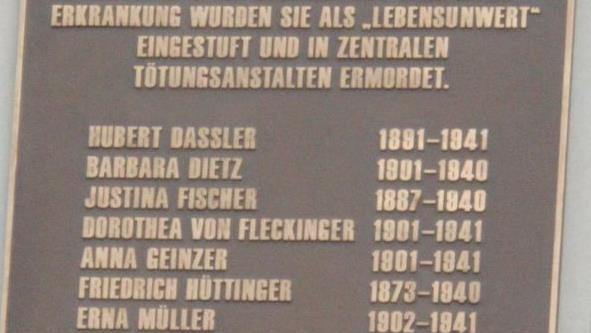 ERKRANKUNG WURDEN SIE ALS „LEBENSUNWERT“
EINGESTUFT UND IN ZENTRALEN
TÖTUNGSANSTALTEN ERMORDET.
HUBERT DASSLER 1891–1941
BARBARA DIETZ 1901–1940
JUSTINA FISCHER 1887–1940
DOROTHEA VON FLECKINGER 1901–1941
ANNA GEINZER 1901–1941
FRIEDRICH HÜTTINGER 1873–1940
ERNA MÜLLER 1902–1941